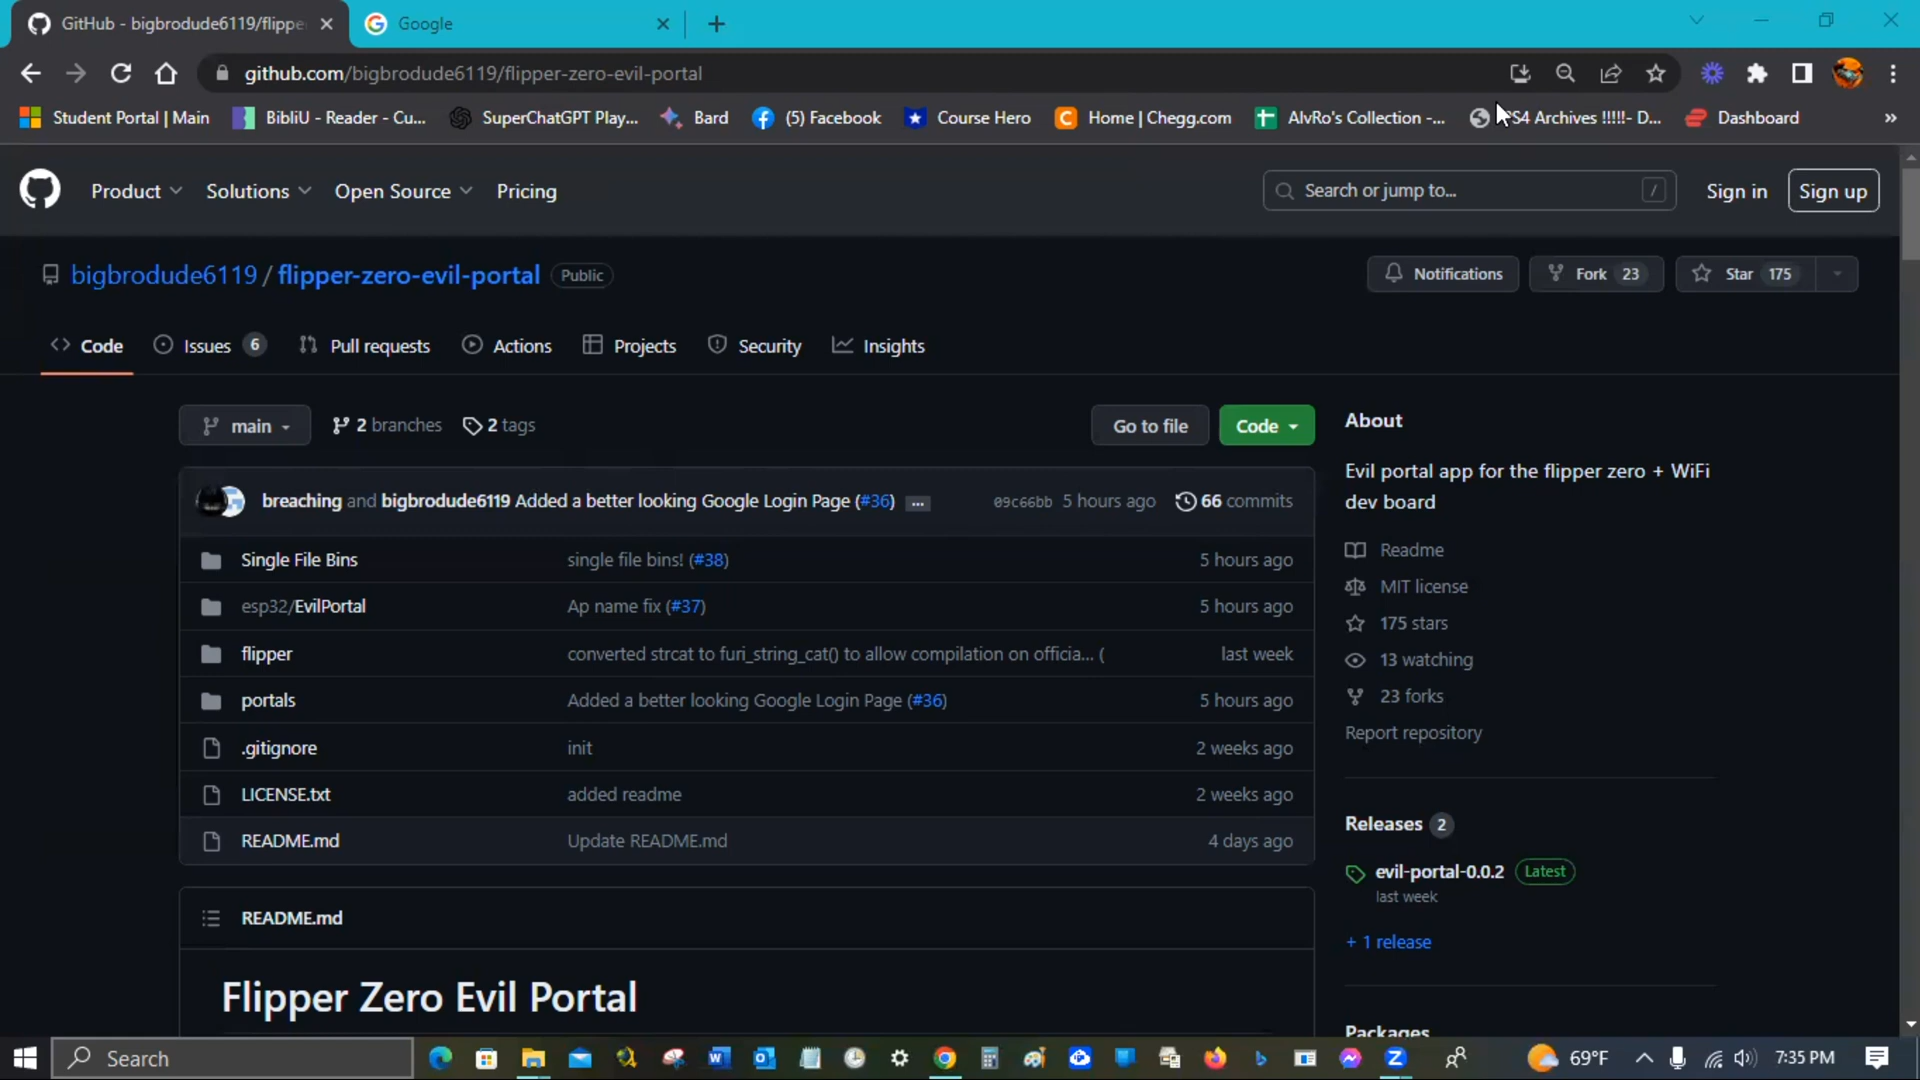 GitHub - bigbrodude6119/flippe
Google
github.com/bigbrodude6119/flipper-zero-evil-portal
Student Portal | Main
BibliU - Reader - Cu...
SuperChatGPT Play...
Bard
(5) Facebook
Course Hero
Home | Chegg.com
AlvRo's Collection -...
S4 Archives !!!!!- D...
Dashboard
»
Product
Solutions
Open Source
Pricing
Search or jump to...
/
Sign in
Sign up
bigbrodude6119 / flipper-zero-evil-portal
Public
Notifications
Fork 23
Star 175
Code
Issues 6
Pull requests
Actions
Projects
Security
Insights
main
2 branches
2 tags
Go to file
Code
About
Evil portal app for the flipper zero + WiFi
dev board
breaching and bigbrodude6119 Added a better looking Google Login Page (#36) ...
09c66bb 5 hours ago
66 commits
Single File Bins
single file bins! (#38)
5 hours ago
esp32/EvilPortal
Ap name fix (#37)
5 hours ago
flipper
converted strcat to furi_string_cat() to allow compilation on officia... (
last week
portals
Added a better looking Google Login Page (#36)
5 hours ago
.gitignore
init
2 weeks ago
LICENSE.txt
added readme
2 weeks ago
README.md
Update README.md
4 days ago
Readme
MIT license
175 stars
13 watching
23 forks
Report repository
Releases 2
evil-portal-0.0.2
Latest
last week
+ 1 release
Packages
README.md
Flipper Zero Evil Portal
Search
69°F
7:35 PM